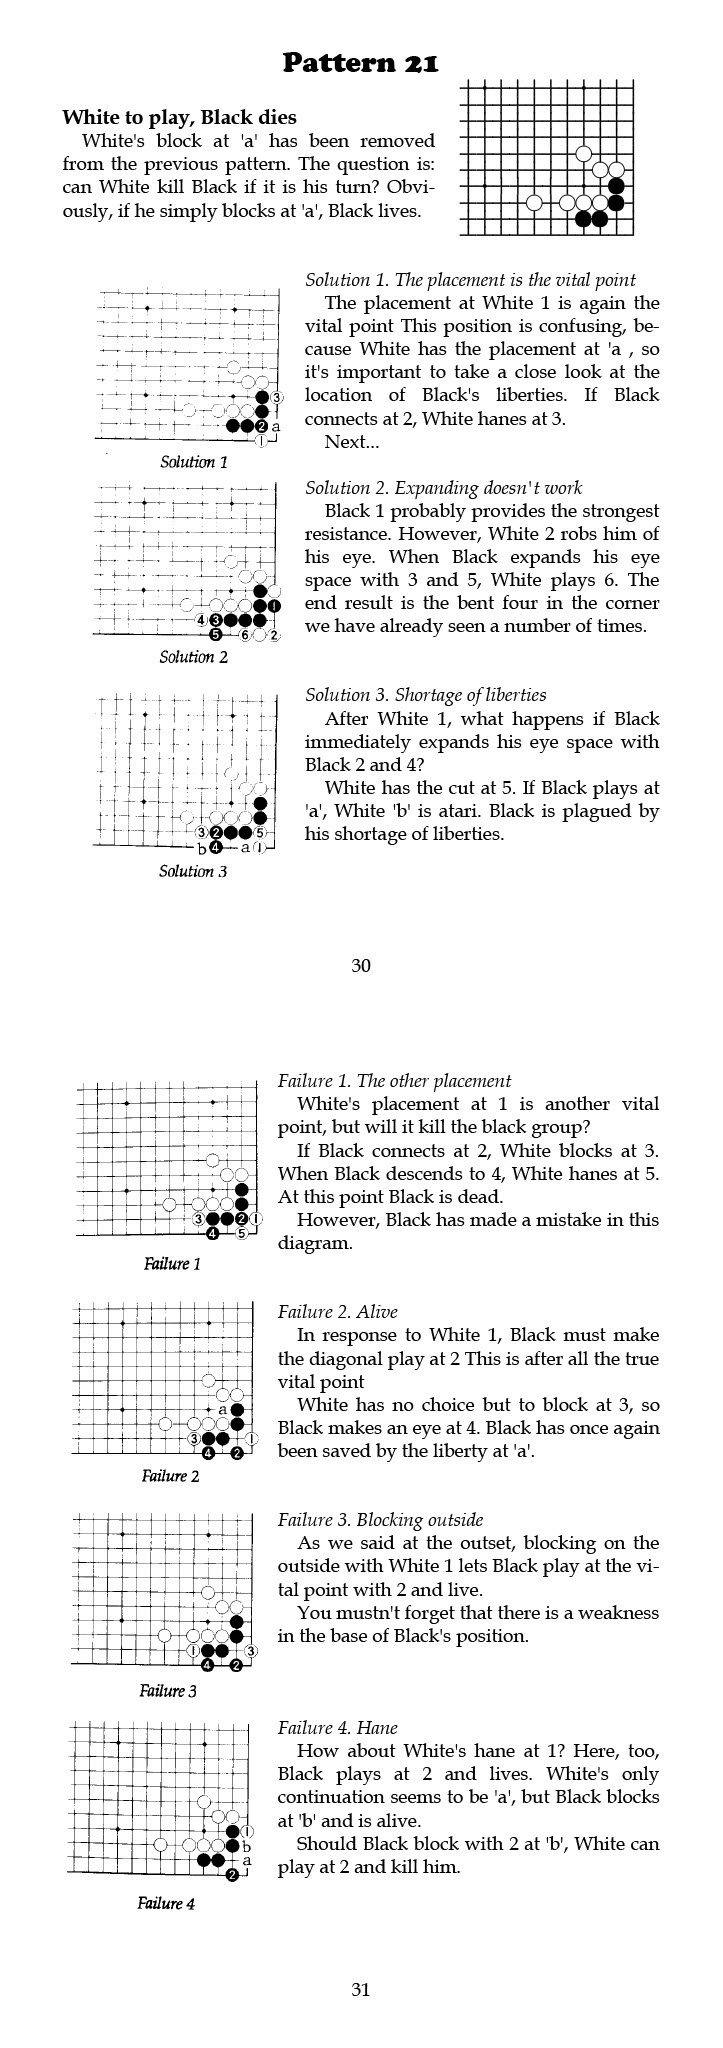 Pattern 21
White to play, Black dies
White's block at 'a' has been removed
from the previous pattern. The question is:
can White kill Black if it is his turn? Obvi-
ously, if he simply blocks at 'a', Black lives.
Solution 1. The placement is the vital point
The placement at White 1 is again the
vital point This position is confusing, be-
cause White has the placement at 'a , so
it's important to take a close look at the
location of Black's liberties. If Black
connects at 2, White hanes at 3.
Next...
3
2 a
1
Solution 1
Solution 2. Expanding doesn't work
Black 1 probably provides the strongest
resistance. However, White 2 robs him of
his eye. When Black expands his eye
space with 3 and 5, White plays 6. The
end result is the bent four in the corner
we have already seen a number of times.
1
4 3
5 6 2
Solution 2
Solution 3. Shortage of liberties
After White 1, what happens if Black
immediately expands his eye space with
Black 2 and 4?
White has the cut at 5. If Black plays at
'a', White 'b' is atari. Black is plagued by
his shortage of liberties.
3 2 5
b 4 a 1
Solution 3
30
Failure 1. The other placement
White's placement at 1 is another vital
point, but will it kill the black group?
If Black connects at 2, White blocks at 3.
When Black descends to 4, White hanes at 5.
At this point Black is dead.
However, Black has made a mistake in this
diagram.
3 2 1
4 5
Failure 1
Failure 2. Alive
In response to White 1, Black must make
the diagonal play at 2 This is after all the true
vital point
White has no choice but to block at 3, so
Black makes an eye at 4. Black has once again
been saved by the liberty at 'a'.
a
3 1
4 2
Failure 2
Failure 3. Blocking outside
As we said at the outset, blocking on the
outside with White 1 lets Black play at the vi-
tal point with 2 and live.
You mustn't forget that there is a weakness
in the base of Black's position.
1 3
4 2
Failure 3
Failure 4. Hane
How about White's hane at 1? Here, too,
Black plays at 2 and lives. White's only
continuation seems to be 'a', but Black blocks
at 'b' and is alive.
Should Black block with 2 at 'b', White can
play at 2 and kill him.
1
b
a
2
Failure 4
31